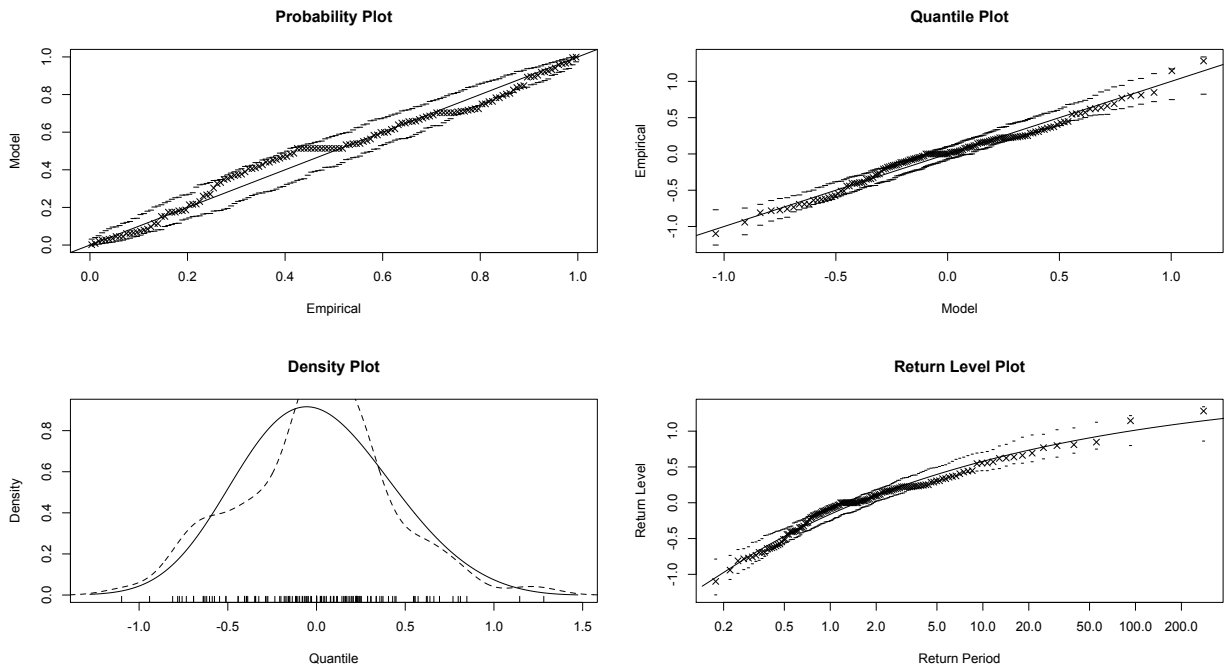 Probability Plot
1.0
0.8
0.6
0.4
0.2
0.0
Model
0.0 0.2 0.4 0.6 0.8 1.0
Empirical
Quantile Plot
1.0
0.5
0.0
-0.5
-1.0
Empirical
-1.0 -0.5 0.0 0.5 1.0
Model
Density Plot
0.8
0.6
0.4
0.2
0.0
Density
-1.0 -0.5 0.0 0.5 1.0 1.5
Quantile
Return Level Plot
1.0
0.5
0.0
-0.5
-1.0
Return Level
0.2 0.5 1.0 2.0 5.0 10.0 20.0 50.0 100.0 200.0
Return Period